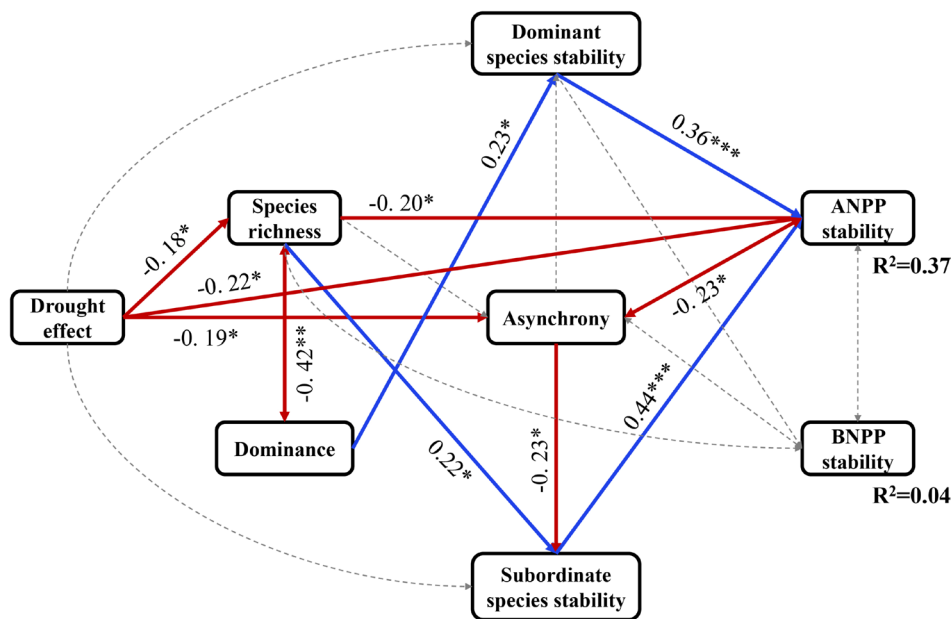 Dominant
species stability
0.36***
0.23*
Species
richness
-0. 20*
ANPP
stability
R²=0.37
-0. 18*
-0. 22*
-0. 23*
Drought
effect
-0. 19*
Asynchrony
-0. 42**
0.44***
Dominance
0.22*
-0. 23*
BNPP
stability
R²=0.04
Subordinate
species stability